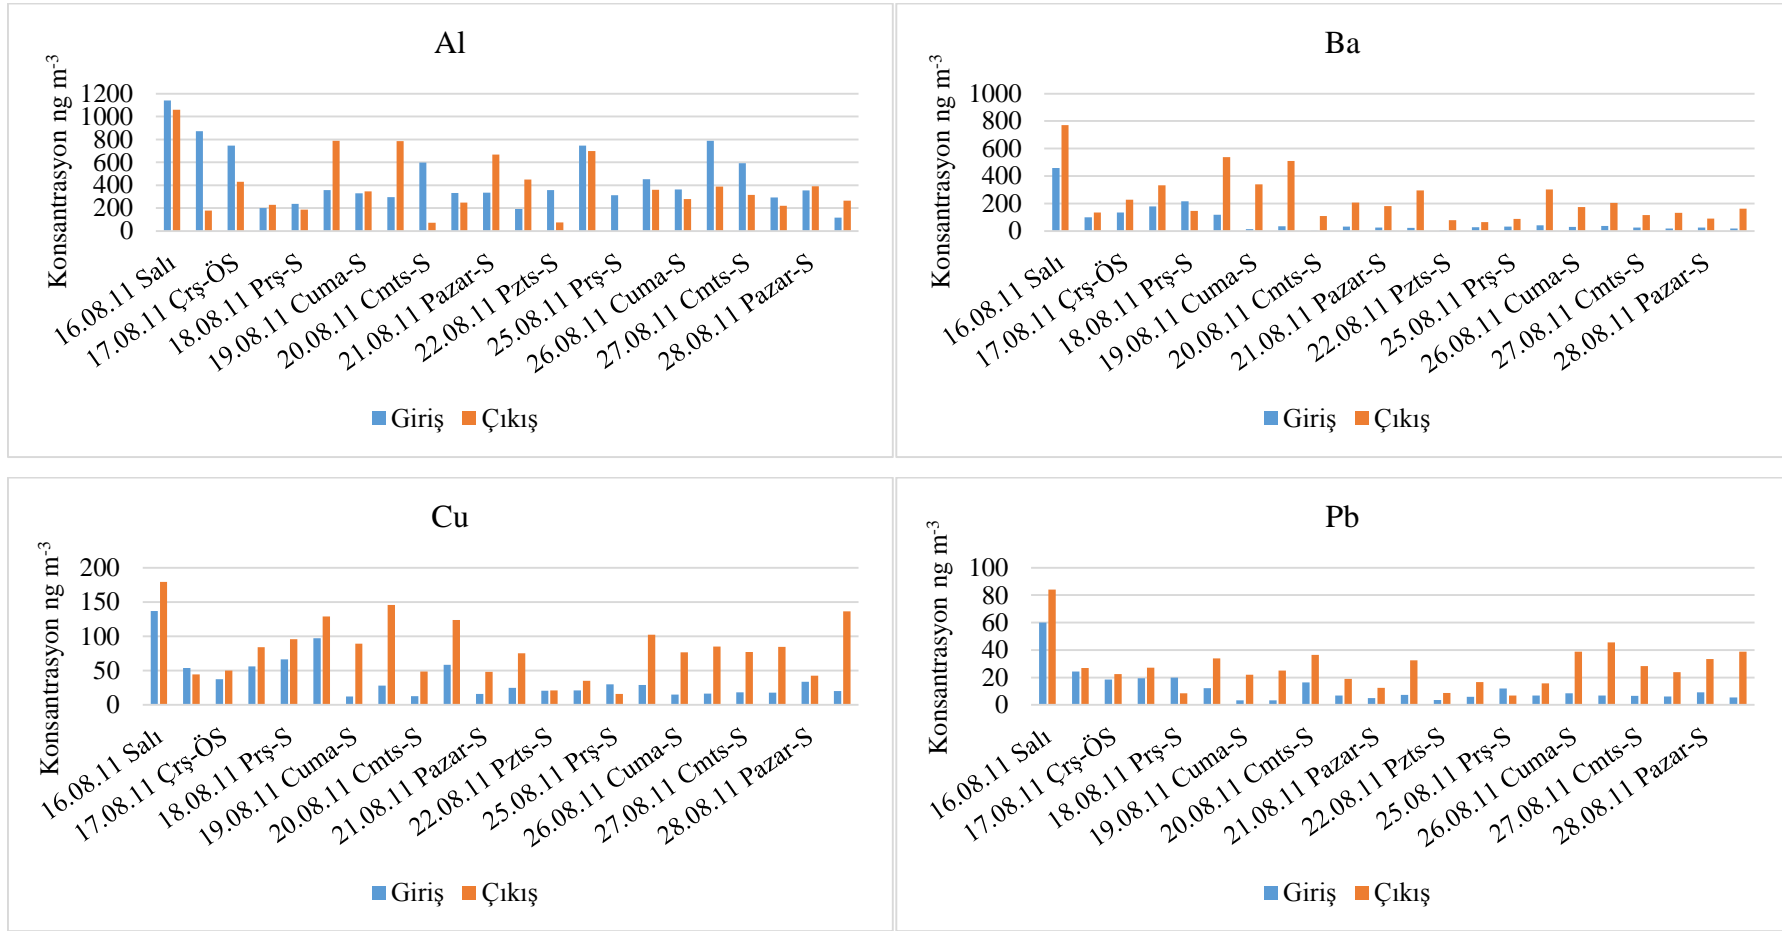 Al
Konsantrasyon ng m⁻³
1200
1000
800
600
400
200
0
16.08.11 Salı
17.08.11 Çrş-ÖS
18.08.11 Prş-S
19.08.11 Cuma-S
20.08.11 Cmts-S
21.08.11 Pazar-S
22.08.11 Pzts-S
25.08.11 Prş-S
26.08.11 Cuma-S
27.08.11 Cmts-S
28.08.11 Pazar-S
Giriş Çıkış
Ba
Konsantrasyon ng m⁻³
1000
800
600
400
200
0
16.08.11 Salı
17.08.11 Çrş-ÖS
18.08.11 Prş-S
19.08.11 Cuma-S
20.08.11 Cmts-S
21.08.11 Pazar-S
22.08.11 Pzts-S
25.08.11 Prş-S
26.08.11 Cuma-S
27.08.11 Cmts-S
28.08.11 Pazar-S
Giriş Çıkış
Cu
Konsantrasyon ng m⁻³
200
150
100
50
0
16.08.11 Salı
17.08.11 Çrş-ÖS
18.08.11 Prş-S
19.08.11 Cuma-S
20.08.11 Cmts-S
21.08.11 Pazar-S
22.08.11 Pzts-S
25.08.11 Prş-S
26.08.11 Cuma-S
27.08.11 Cmts-S
28.08.11 Pazar-S
Giriş Çıkış
Pb
Konsantrasyon ng m⁻³
100
80
60
40
20
0
16.08.11 Salı
17.08.11 Çrş-ÖS
18.08.11 Prş-S
19.08.11 Cuma-S
20.08.11 Cmts-S
21.08.11 Pazar-S
22.08.11 Pzts-S
25.08.11 Prş-S
26.08.11 Cuma-S
27.08.11 Cmts-S
28.08.11 Pazar-S
Giriş Çıkış